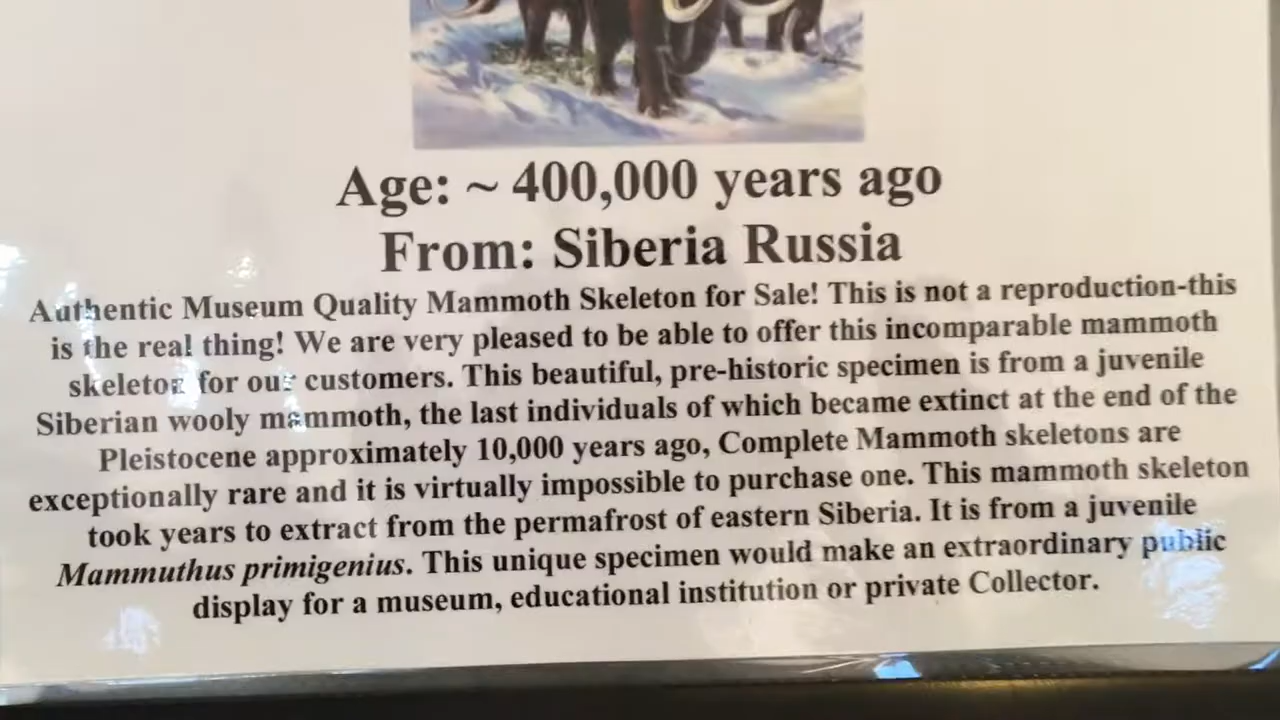 Age: ~ 400,000 years ago
From: Siberia Russia
Authentic Museum Quality Mammoth Skeleton for Sale! This is not a reproduction-this
is the real thing! We are very pleased to be able to offer this incomparable mammoth
skeleton for our customers. This beautiful, pre-historic specimen is from a juvenile
Siberian wooly mammoth, the last individuals of which became extinct at the end of the
Pleistocene approximately 10,000 years ago, Complete Mammoth skeletons are
exceptionally rare and it is virtually impossible to purchase one. This mammoth skeleton
took years to extract from the permafrost of eastern Siberia. It is from a juvenile
Mammuthus primigenius. This unique specimen would make an extraordinary public
display for a museum, educational institution or private Collector.